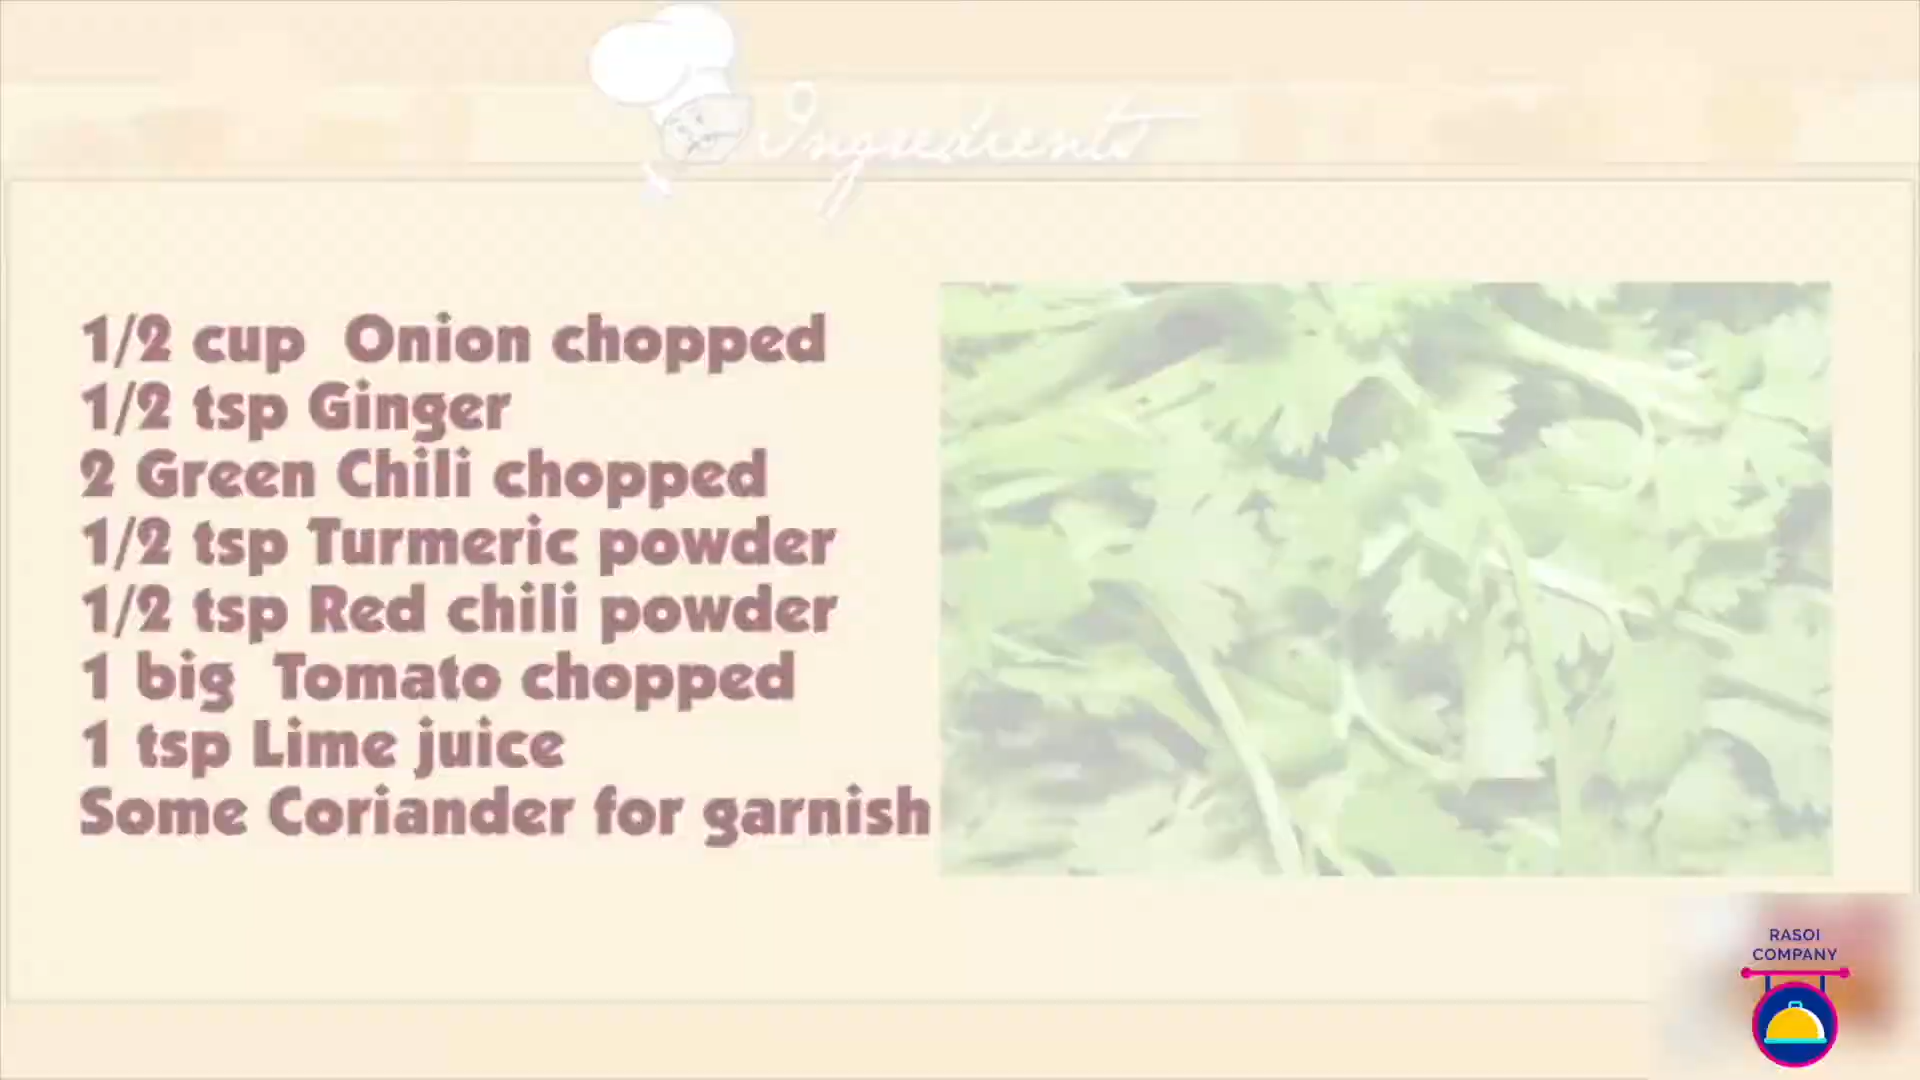 Ingredients
1/2 cup Onion chopped
1/2 tsp Ginger
2 Green Chili chopped
1/2 tsp Turmeric powder
1/2 tsp Red chili powder
1 big Tomato chopped
1 tsp Lime juice
Some Coriander for garnish
RASOI
COMPANY